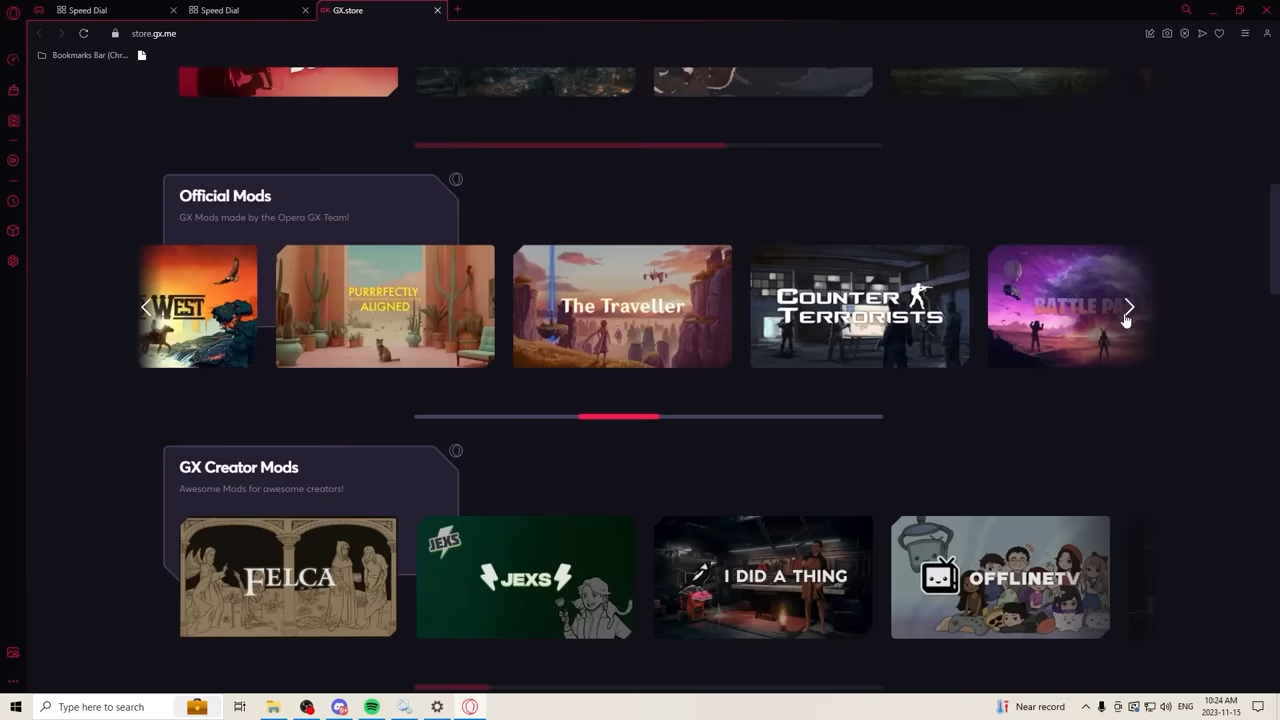 Speed Dial
Speed Dial
GX.store
store.gx.me
Bookmarks Bar (Chr...
Official Mods
GX Mods made by the Opera GX Team!
WEST
PURRRFECTLY
ALIGNED
The Traveller
COUNTER
TERRORISTS
BATTLE PA
GX Creator Mods
Awesome Mods for awesome creators!
FELCA
JEXS
JEXS
I DID A THING
OFFLINETV
Type here to search
Near record
ENG
10:24 AM
2023-11-15